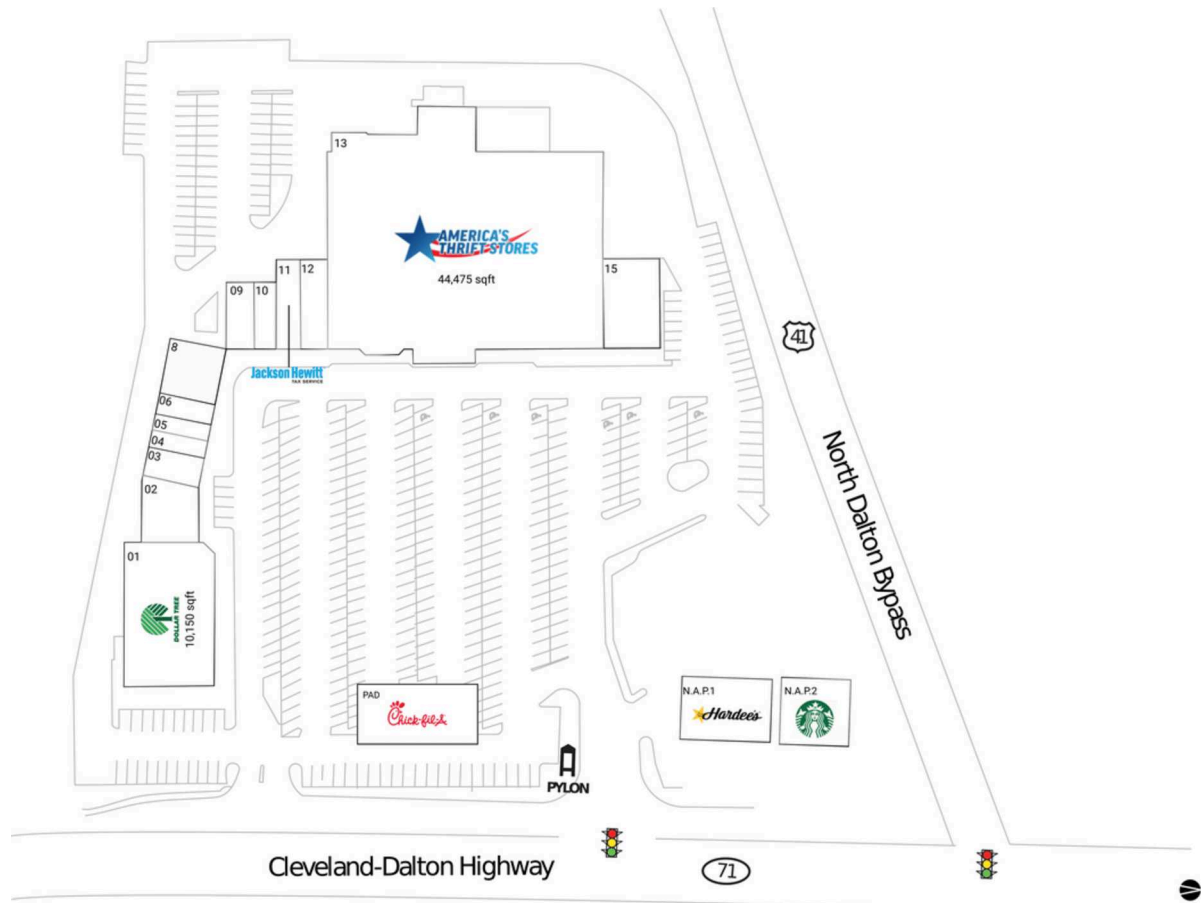 13
AMERICA'S
THRIFT STORES
44,475 sqft
11
12
15
09
10
8
Jackson Hewitt
TAX SERVICE
41
06
05
04
03
02
North Dalton Bypass
01
DOLLAR TREE
10,150 sqft
PAD
Chick-fil-A
N.A.P.1
Hardee's
N.A.P.2
PYLON
Cleveland-Dalton Highway
71